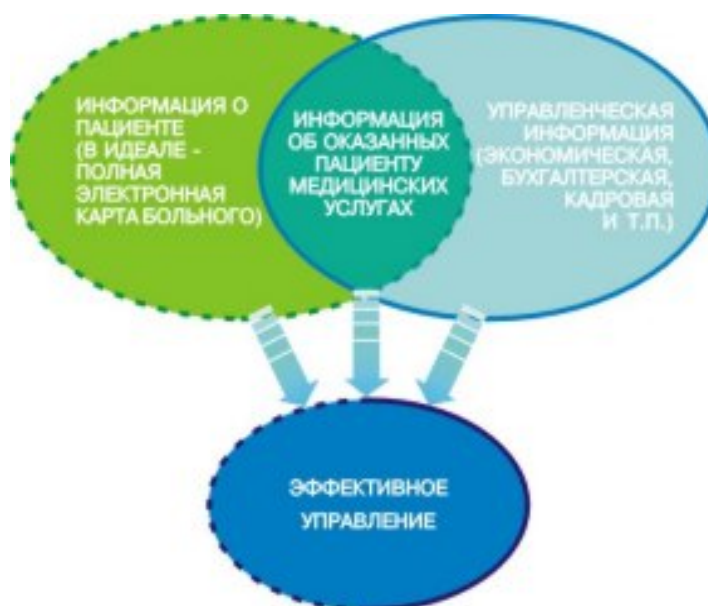 ИНФОРМАЦИЯ О
ПАЦИЕНТЕ
(В ИДЕАЛЕ -
ПОЛНАЯ
ЭЛЕКТРОННАЯ
КАРТА БОЛЬНОГО)
ИНФОРМАЦИЯ
ОБ ОКАЗАННЫХ
ПАЦИЕНТУ
МЕДИЦИНСКИХ
УСЛУГАХ
УПРАВЛЕНЧЕСКАЯ
ИНФОРМАЦИЯ
(ЭКОНОМИЧЕСКАЯ,
БУХГАЛТЕРСКАЯ,
КАДРОВАЯ
И Т.П.)
ЭФФЕКТИВНОЕ
УПРАВЛЕНИЕ